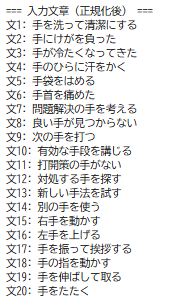 === 入力文章（正規化後） ===
文1: 手を洗って清潔にする
文2: 手にけがを負った
文3: 手が冷たくなってきた
文4: 手のひらに汗をかく
文5: 手袋をはめる
文6: 手首を痛めた
文7: 問題解決の手を考える
文8: 良い手が見つからない
文9: 次の手を打つ
文10: 有効な手段を講じる
文11: 打開策の手がない
文12: 対処する手を探す
文13: 新しい手法を試す
文14: 別の手を使う
文15: 右手を動かす
文16: 左手を上げる
文17: 手を振って挨拶する
文18: 手の指を動かす
文19: 手を伸ばして取る
文20: 手をたたく